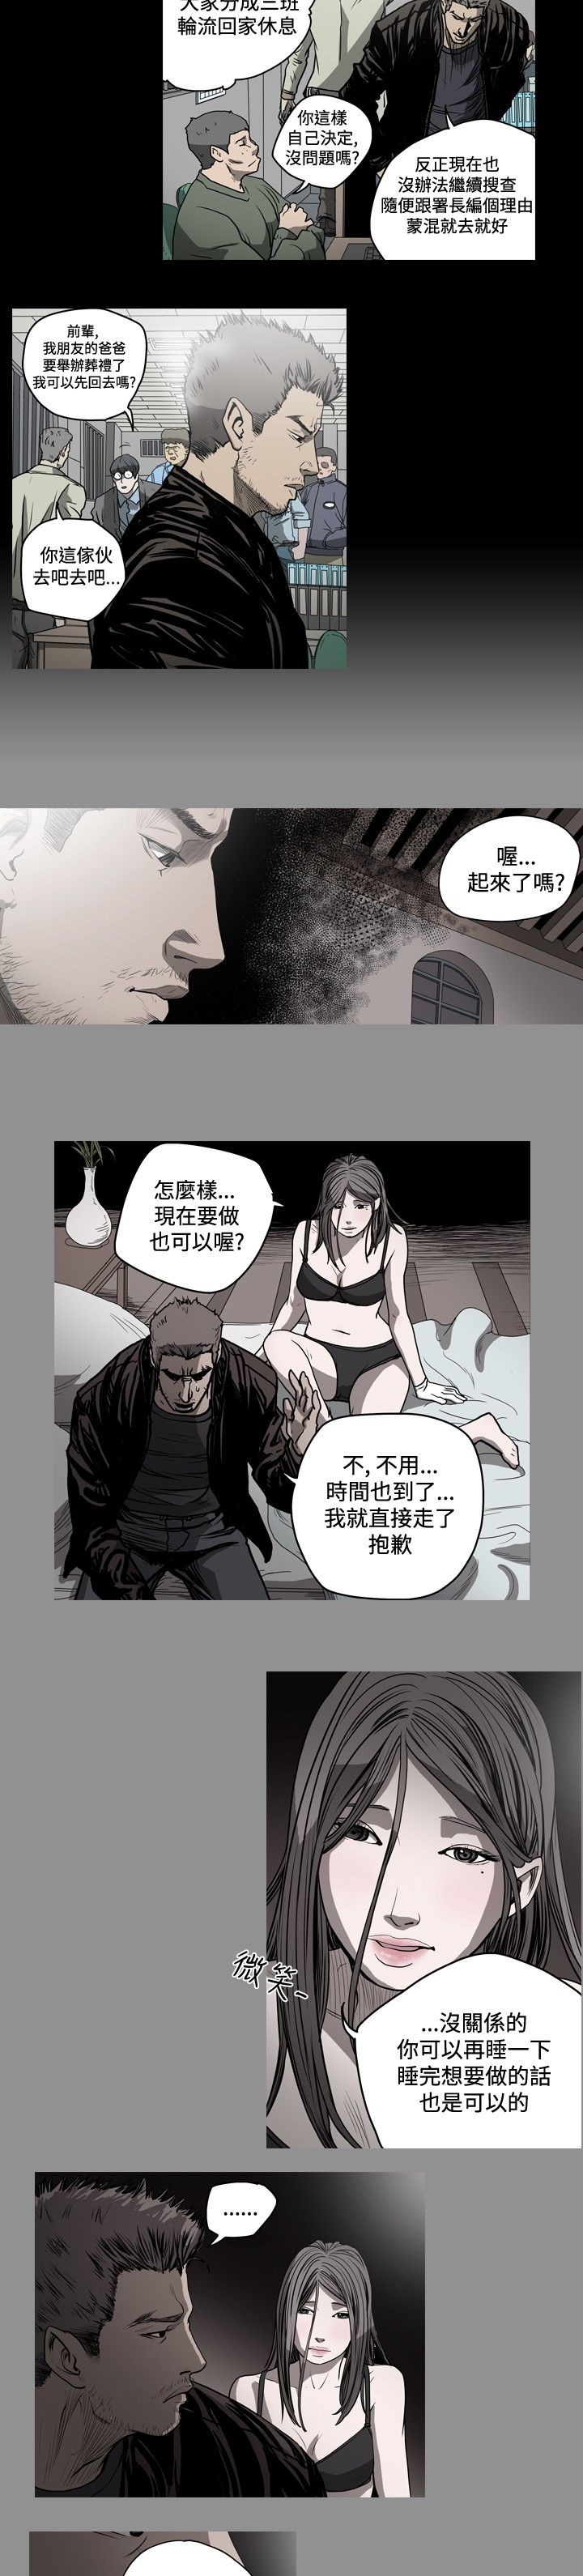 大家分成三班
輪流回家休息
你這樣
自己決定,
沒問題嗎?
反正現在也
沒辦法繼續搜查
隨便跟署長編個理由
蒙混就去就好
前輩,
我朋友的爸爸
要舉辦葬禮了
我可以先回去嗎?
你這傢伙
去吧去吧...
喔...
起來了嗎?
怎麼樣...
現在要做
也可以喔?
不, 不用...
時間也到了...
我就直接走了
抱歉
微笑~
...沒關係的
你可以再睡一下
睡完想要做的話
也是可以的
......